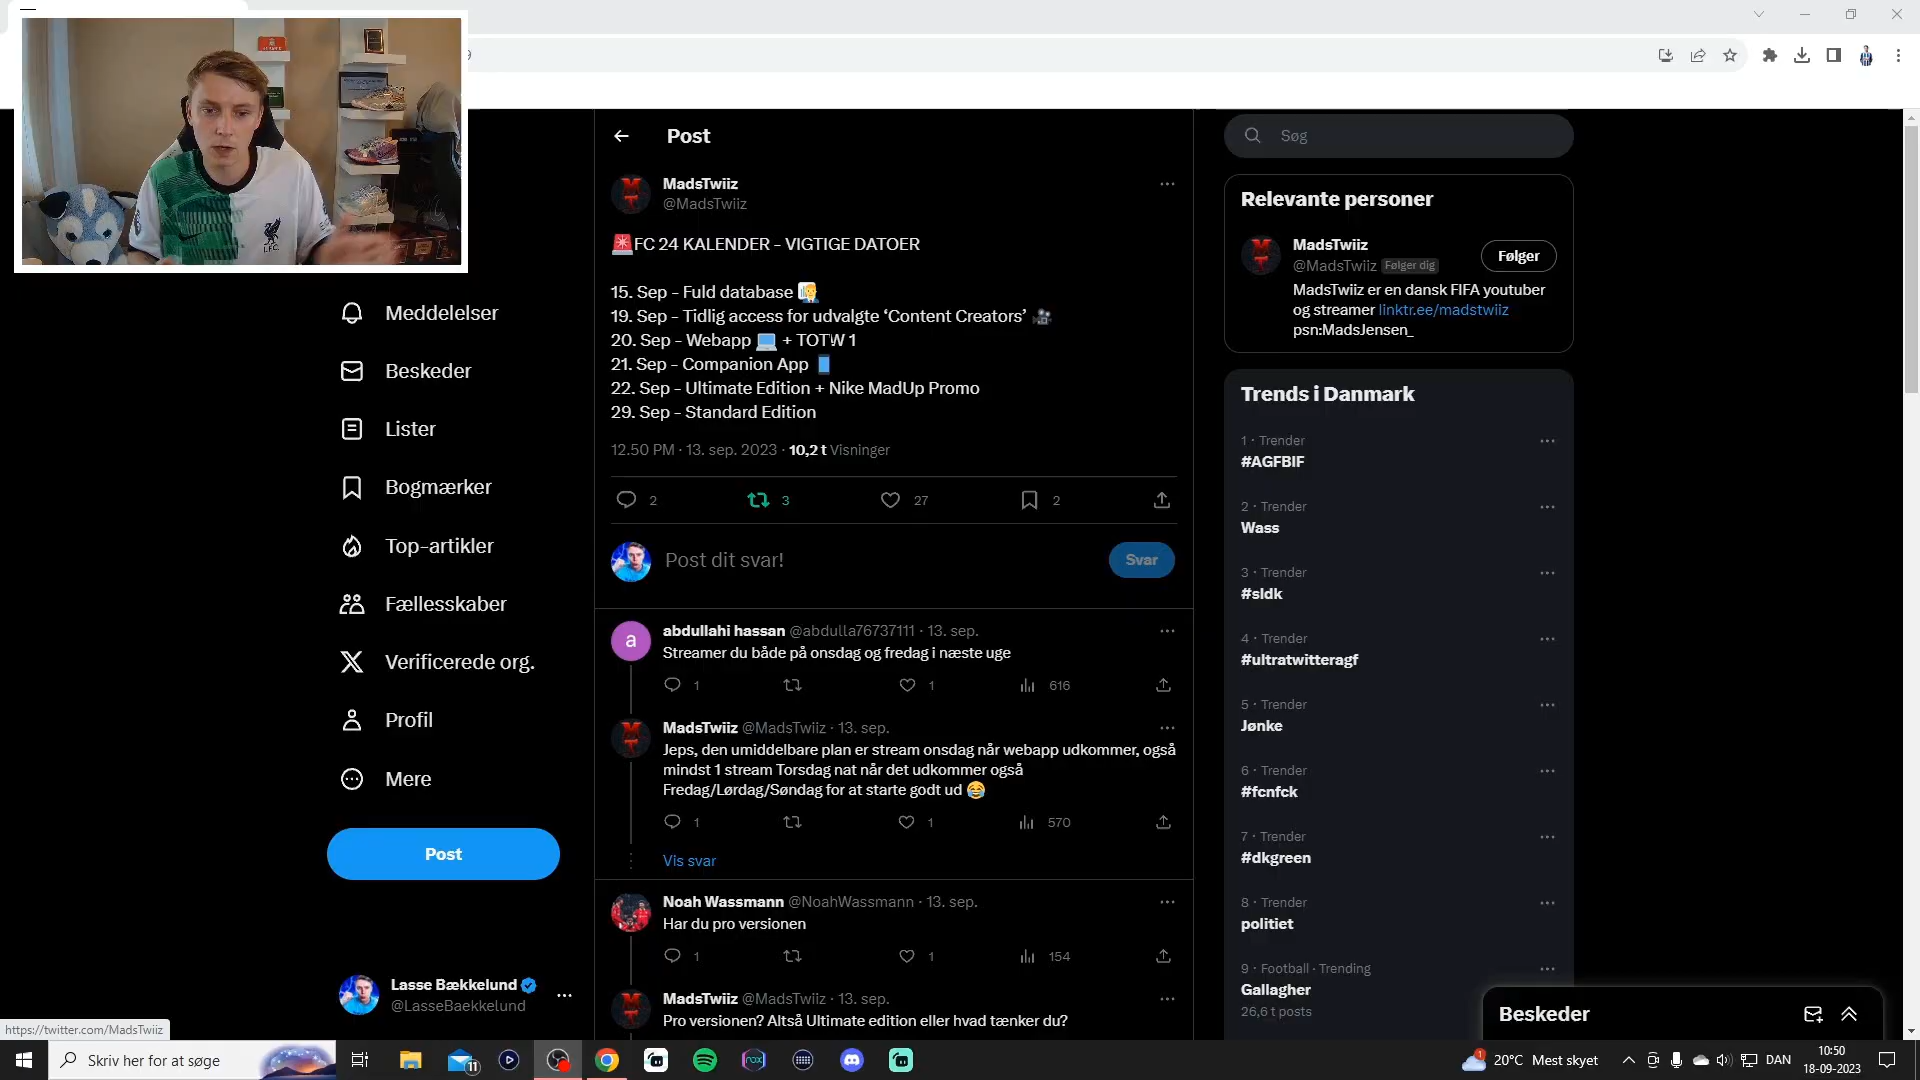 Post
Søg
MadsTwiiz
@MadsTwiiz
FC 24 KALENDER - VIGTIGE DATOER
15. Sep - Fuld database
19. Sep - Tidlig access for udvalgte ‘Content Creators’
20. Sep - Webapp 💻 + TOTW 1
21. Sep - Companion App
22. Sep - Ultimate Edition + Nike MadUp Promo
29. Sep - Standard Edition
12.50 PM · 13. sep. 2023 · 10,2 t Visninger
2 3 27 2
Post dit svar!
Svar
abdullahi hassan @abdulla76737111 · 13. sep.
Streamer du både på onsdag og fredag i næste uge
1 1 616
MadsTwiiz @MadsTwiiz · 13. sep.
Jeps, den umiddelbare plan er stream onsdag når webapp udkommer, også
mindst 1 stream Torsdag nat når det udkommer også
Fredag/Lørdag/Søndag for at starte godt ud 😂
1 1 570
Vis svar
Noah Wassmann @NoahWassmann · 13. sep.
Har du pro versionen
1 1 154
MadsTwiiz @MadsTwiiz · 13. sep.
Pro versionen? Altså Ultimate edition eller hvad tænker du?
Meddelelser
Beskeder
Lister
Bogmærker
Top-artikler
Fællesskaber
Verificerede org.
Profil
Mere
Post
Lasse Bækkelund
@LasseBaekkelund
https://twitter.com/MadsTwiiz
Relevante personer
MadsTwiiz
@MadsTwiiz Følger dig
Følger
MadsTwiiz er en dansk FIFA youtuber
og streamer linktr.ee/madstwiiz
psn:MadsJensen_
Trends i Danmark
1 · Trender
#AGFBIF
2 · Trender
Wass
3 · Trender
#sldk
4 · Trender
#ultratwitteragf
5 · Trender
Jønke
6 · Trender
#fcnfck
7 · Trender
#dkgreen
8 · Trender
politiet
9 · Football · Trending
Gallagher
26,6 t posts
Beskeder
Skriv her for at søge
11
1
20°C Mest skyet
DAN
10:50
18-09-2023
L.F.C.
a